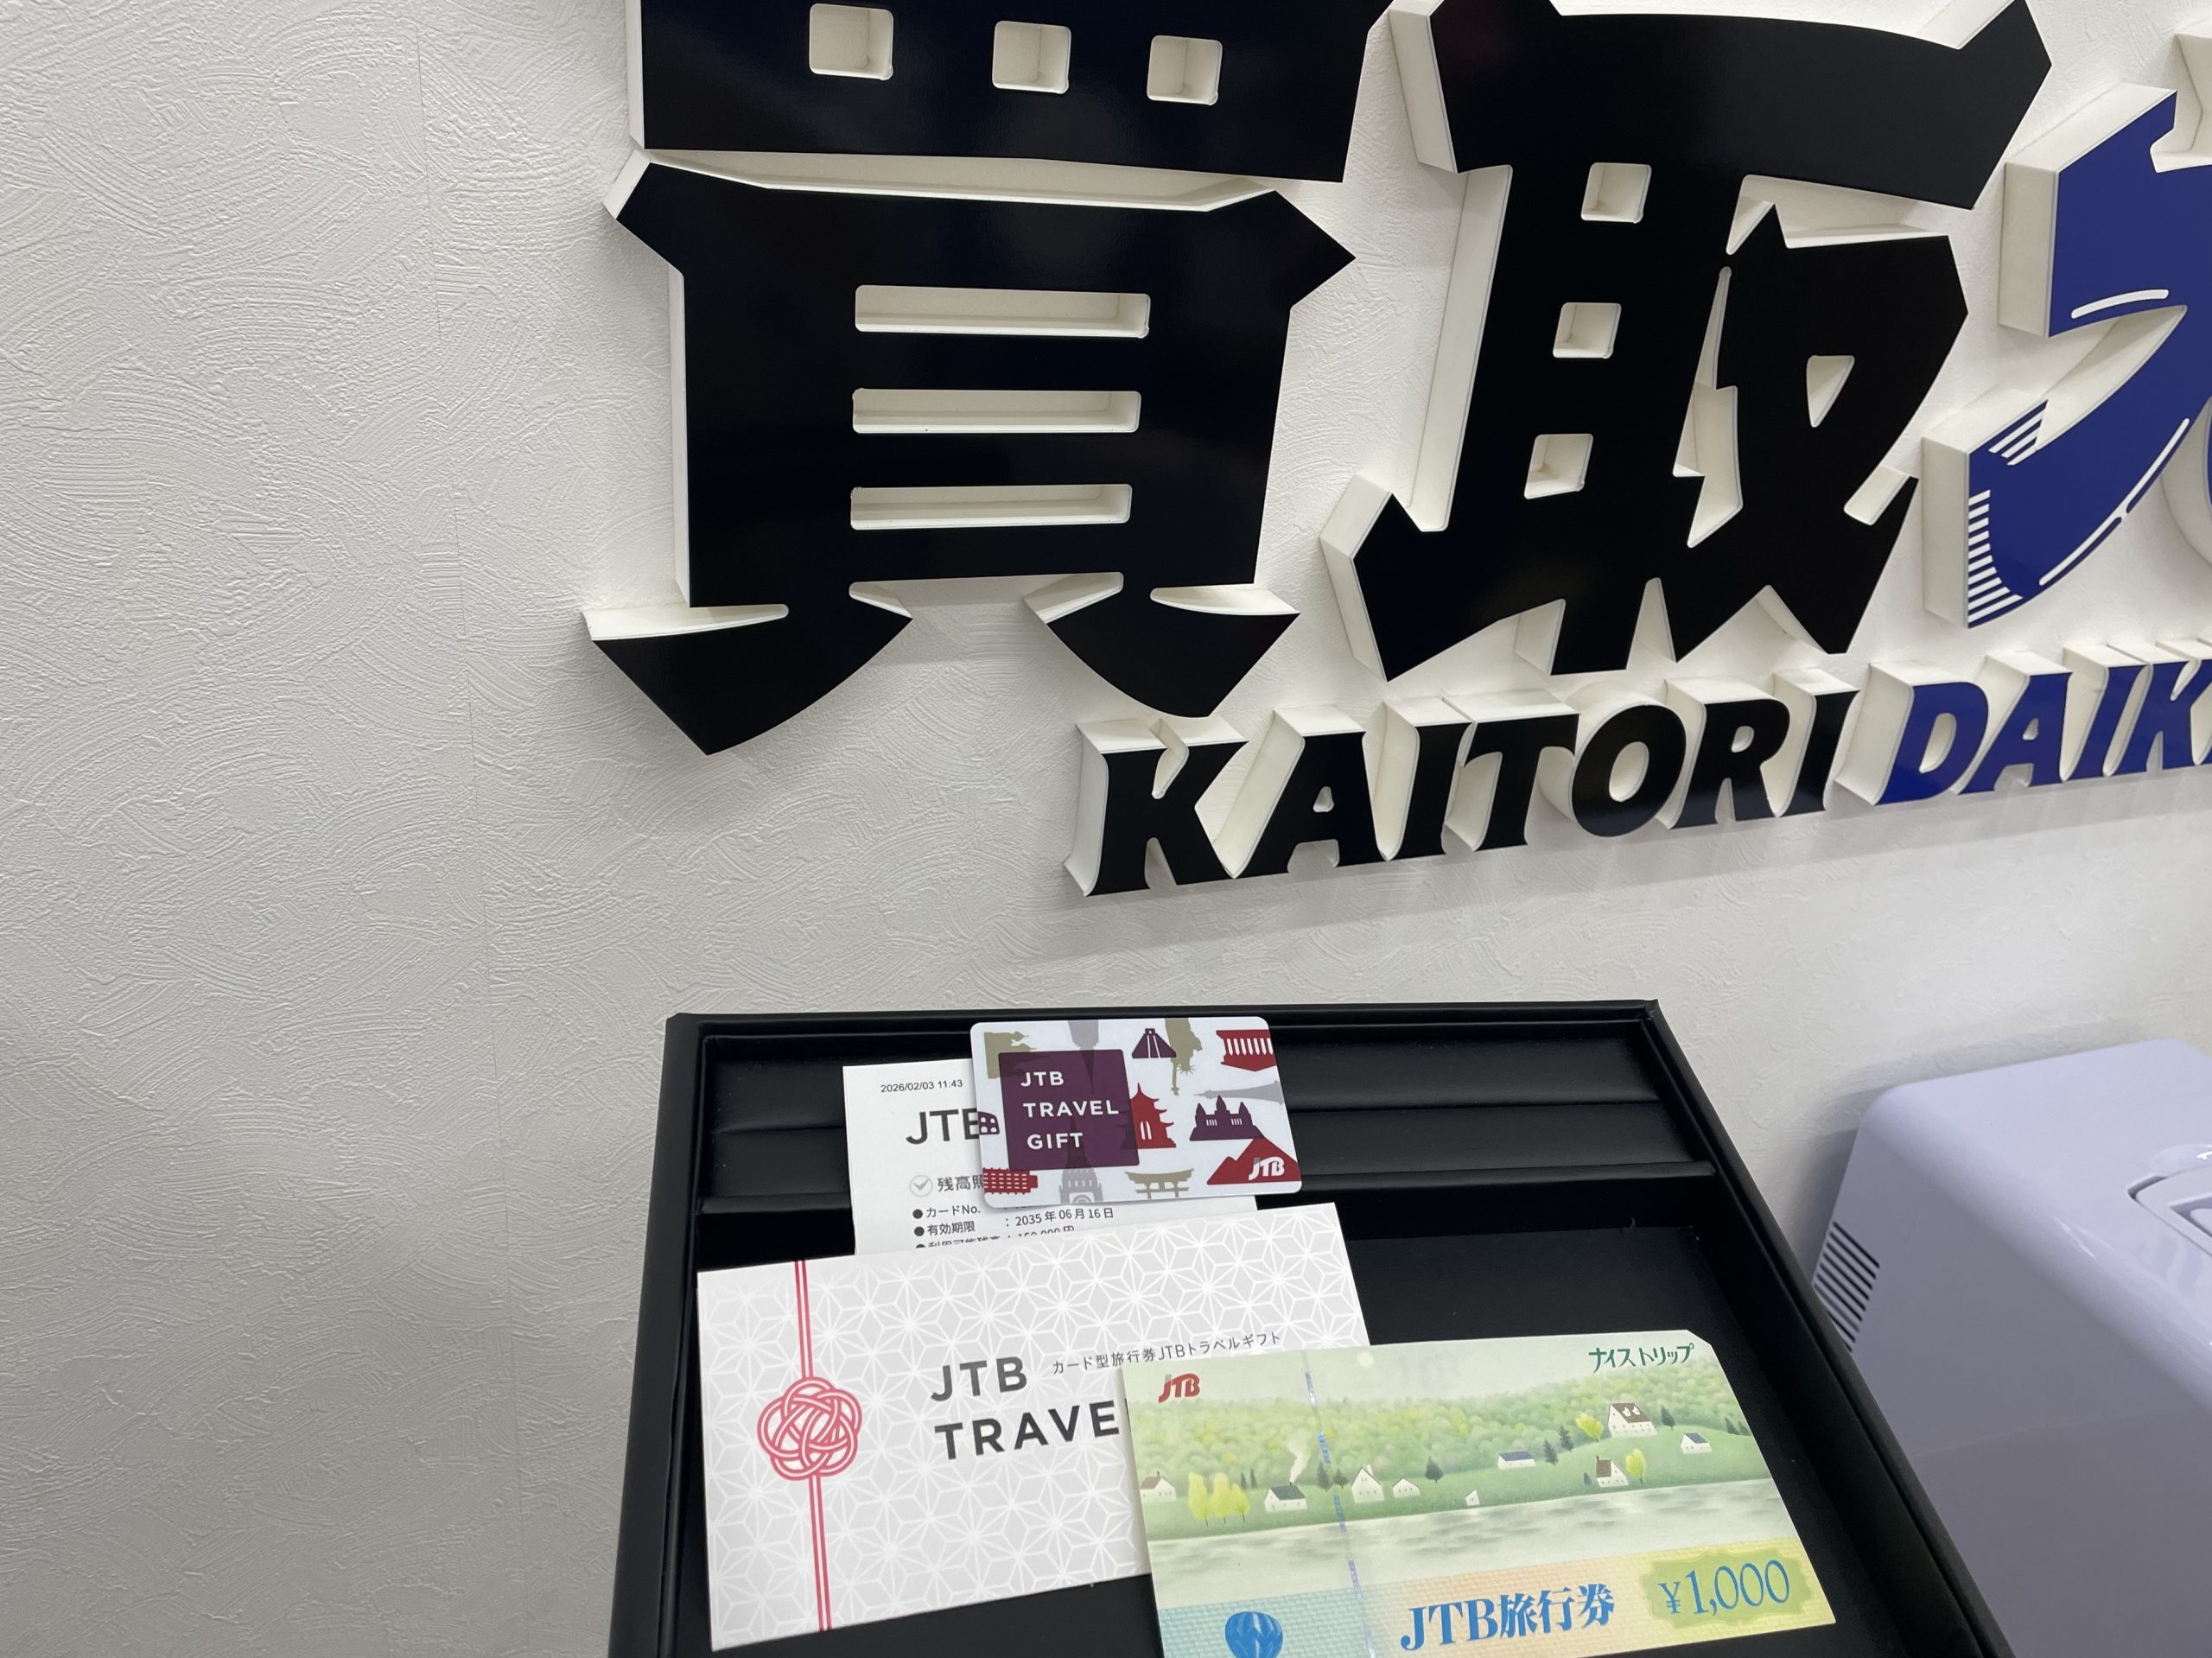 買取
KAITORI DAIK
2026/02/03 11:43
JTB
残高照
●カードNo.
●有効期限 : 2035年06月16日
JTB
TRAVEL
GIFT
JTB
JTB カード型旅行券JTBトラベルギフト
TRAVE
JTB
ナイストリップ
JTB旅行券 ¥1,000